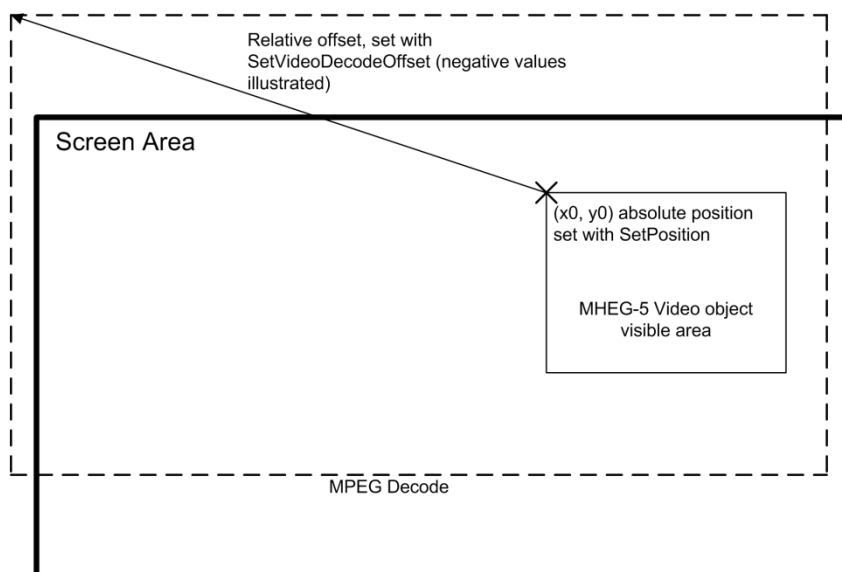 Relative offset, set with
SetVideoDecodeOffset (negative values
illustrated)
Screen Area
(x0, y0) absolute position
set with SetPosition
MHEG-5 Video object
visible area
MPEG Decode